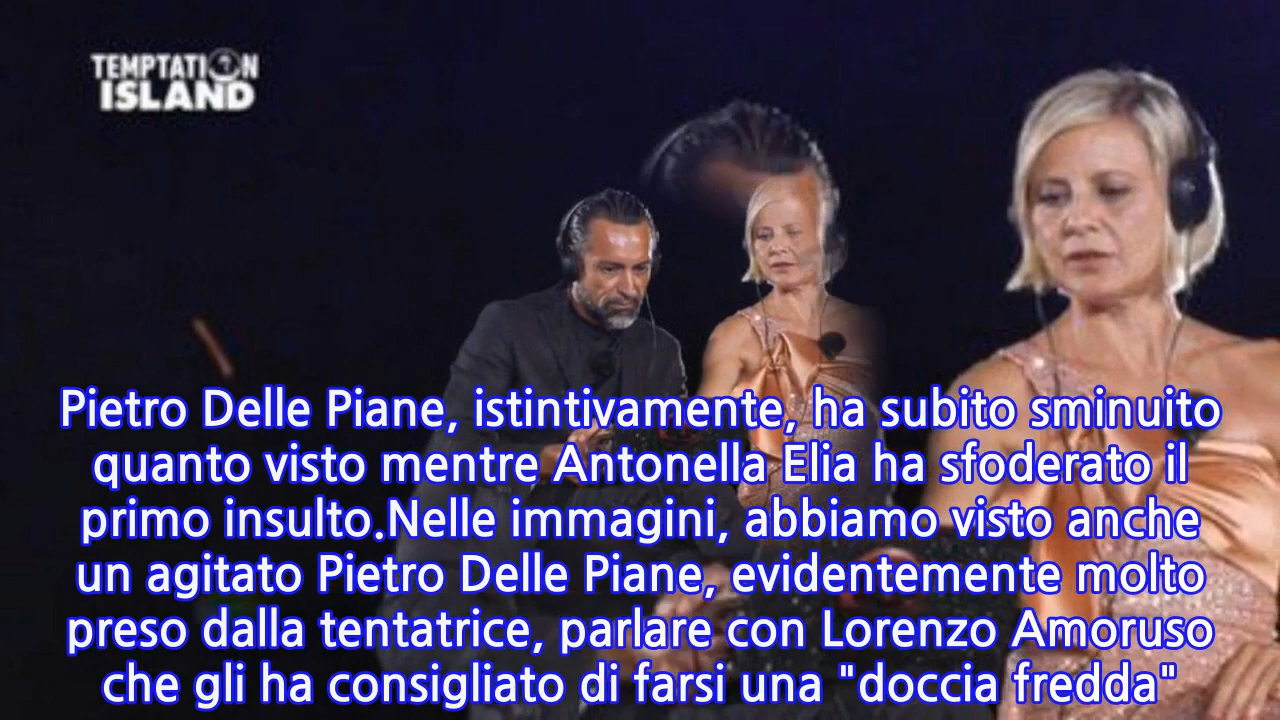 TEMPTATION
ISLAND
Pietro Delle Piane, istintivamente, ha subito sminuito
quanto visto mentre Antonella Elia ha sfoderato il
primo insulto.Nelle immagini, abbiamo visto anche
un agitato Pietro Delle Piane, evidentemente molto
preso dalla tentatrice, parlare con Lorenzo Amoruso
che gli ha consigliato di farsi una "doccia fredda"